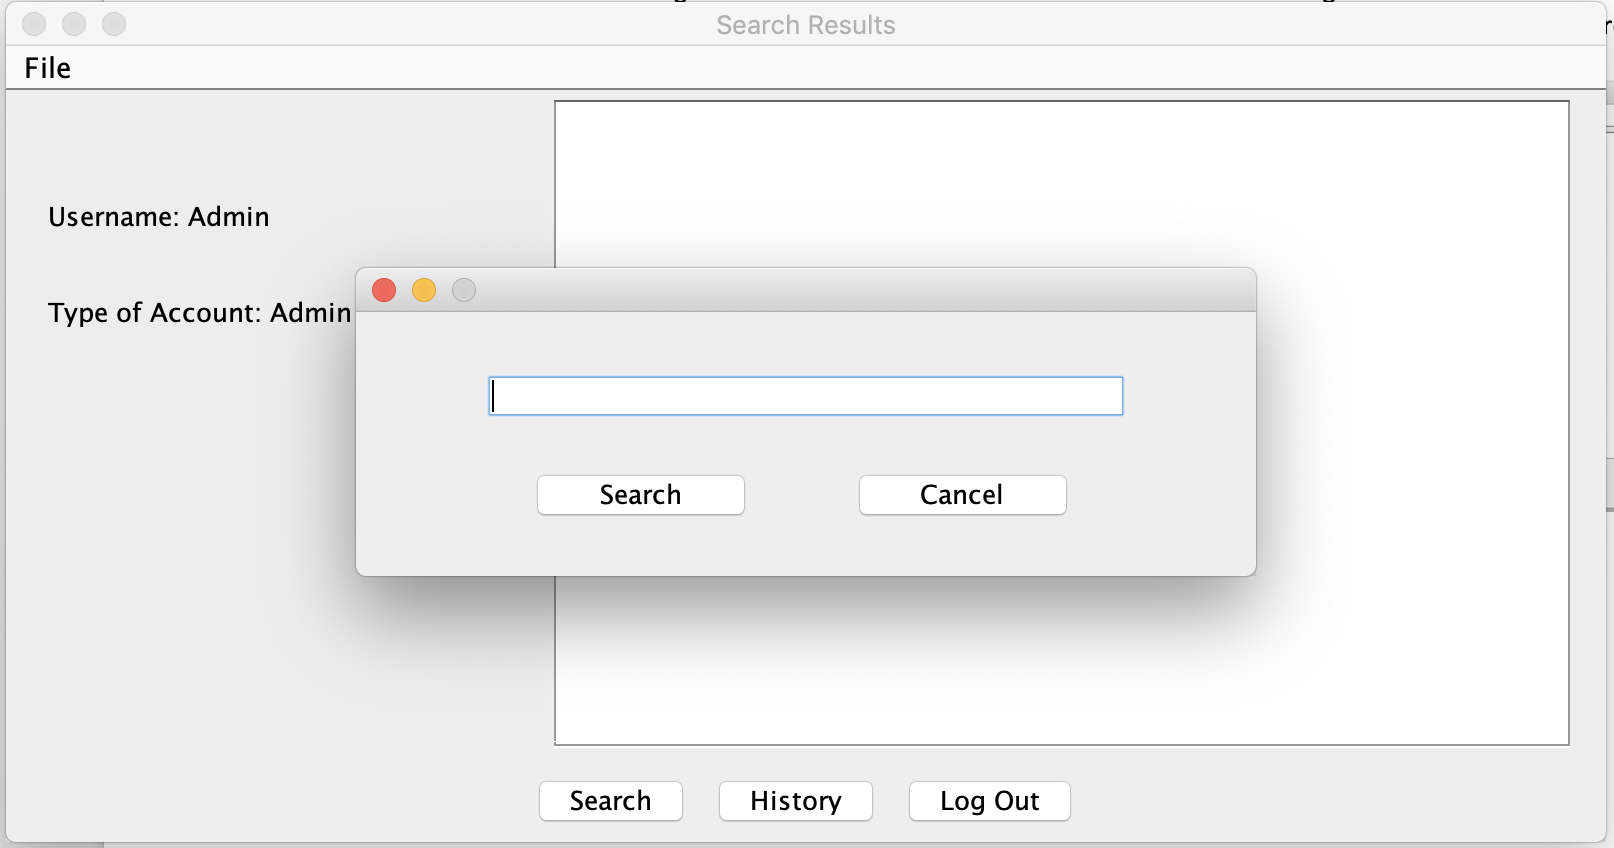 Search Results
File
Username: Admin
Type of Account: Admin
Search
Cancel
Search
History
Log Out